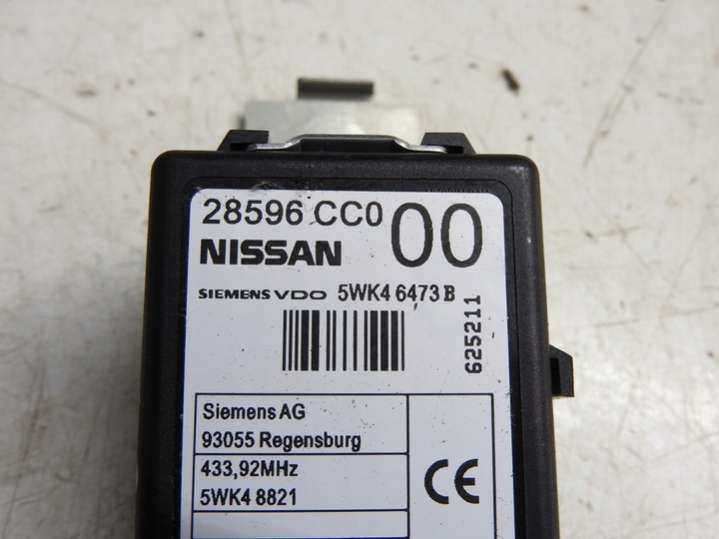 28596 CC0 00
NISSAN
SIEMENS VDO 5WK4 6473 B
625211
Siemens AG
93055 Regensburg
433,92MHz
5WK4 8821
CE